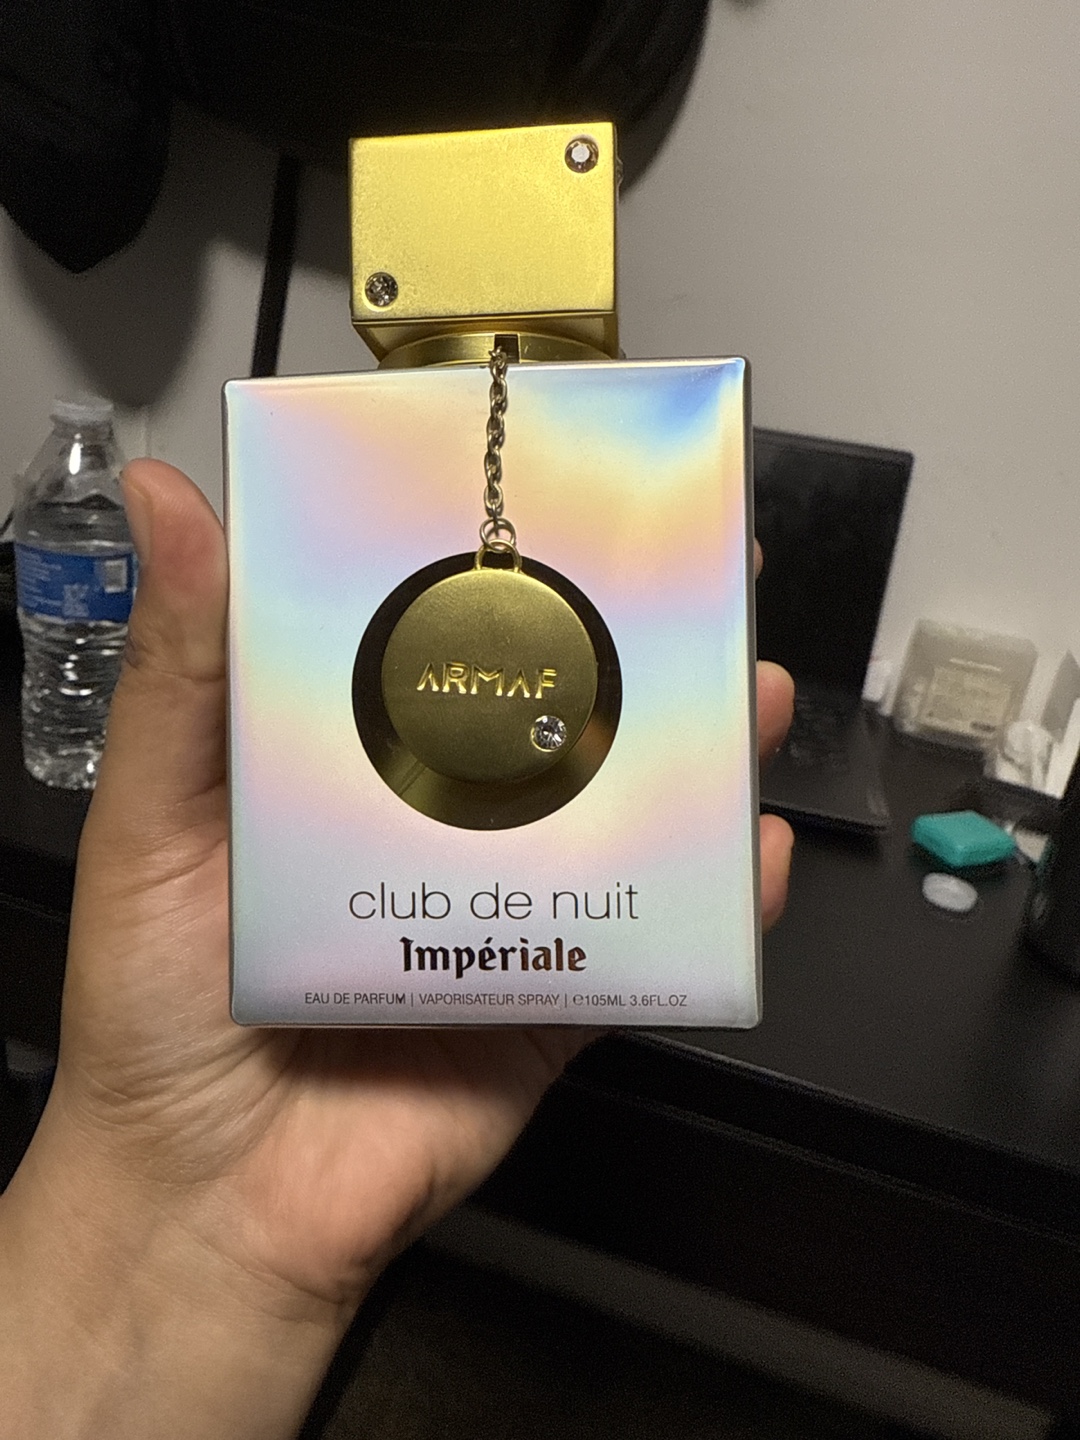 ARMAF
club de nuit
Impériale
EAU DE PARFUM | VAPORISATEUR SPRAY | ℮105ML 3.6FL.OZ